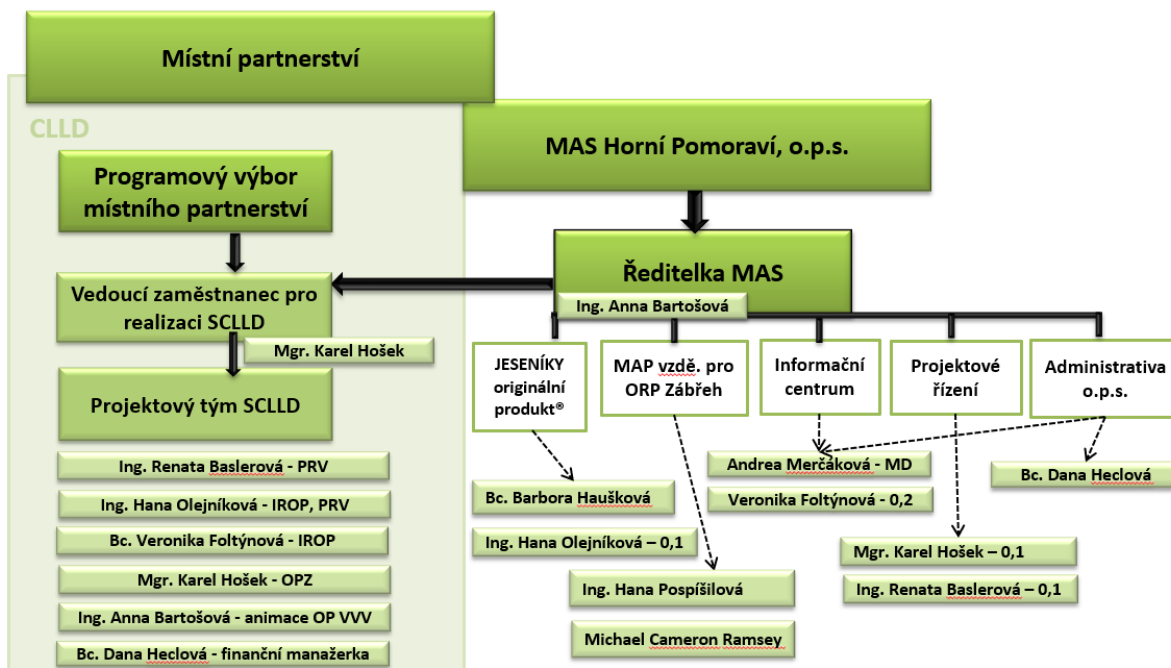 Místní partnerství
CLLD
MAS Horní Pomoraví, o.p.s.
Programový výbor
místního partnerství
Ředitelka MAS
Ing. Anna Bartošová
Vedoucí zaměstnanec pro
realizaci SCLLD
Mgr. Karel Hošek
Projektový tým SCLLD
Ing. Renata Baslerová - PRV
Ing. Hana Olejníková - IROP, PRV
Bc. Veronika Foltýnová - IROP
Mgr. Karel Hošek - OPZ
Ing. Anna Bartošová - animace OP VVV
Bc. Dana Heclová - finanční manažerka
JESENÍKY
originální
produkt®
MAP vzdě. pro
ORP Zábřeh
Informační
centrum
Projektové
řízení
Administrativa
o.p.s.
Bc. Barbora Haušková
Ing. Hana Olejníková – 0,1
Ing. Hana Pospíšilová
Michael Cameron Ramsey
Andrea Merčáková - MD
Veronika Foltýnová - 0,2
Mgr. Karel Hošek – 0,1
Ing. Renata Baslerová – 0,1
Bc. Dana Heclová